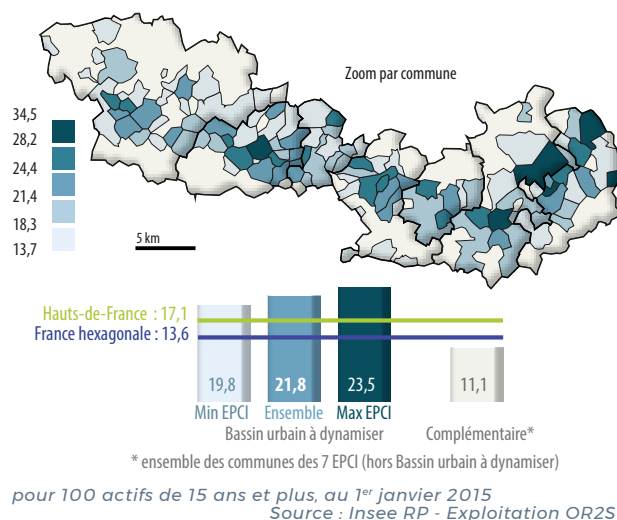 Zoom par commune
34,5
28,2
24,4
21,4
18,3
13,7
5 km
Hauts-de-France : 17,1
France hexagonale : 13,6
19,8
21,8
23,5
11,1
Min EPCI
Ensemble
Max EPCI
Bassin urbain à dynamiser
Complémentaire*
* ensemble des communes des 7 EPCI (hors Bassin urbain à dynamiser)
pour 100 actifs de 15 ans et plus, au 1er janvier 2015
Source : Insee RP - Exploitation OR2S